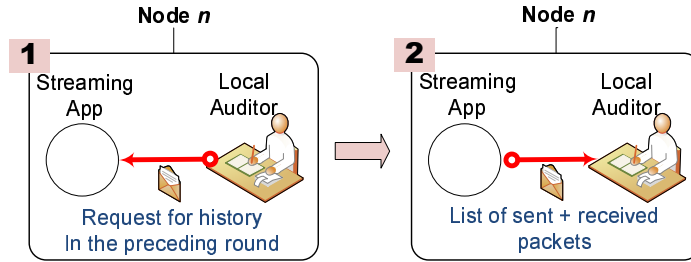 Node n
1
Streaming
App
Local
Auditor
Request for history
In the preceding round
Node n
2
Streaming
App
Local
Auditor
List of sent + received
packets